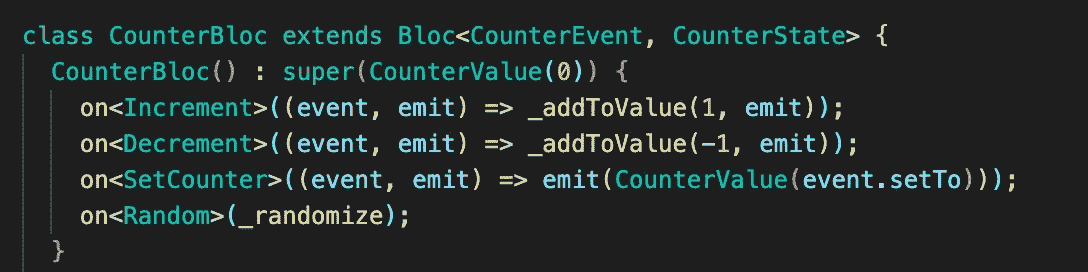 class CounterBloc extends Bloc<CounterEvent, CounterState> {
CounterBloc() : super(CounterValue(0)) {
on<Increment>((event, emit) => _addToValue(1, emit));
on<Decrement>((event, emit) => _addToValue(-1, emit));
on<SetCounter>((event, emit) => emit(CounterValue(event.setTo)));
on<Random>(_randomize);
}